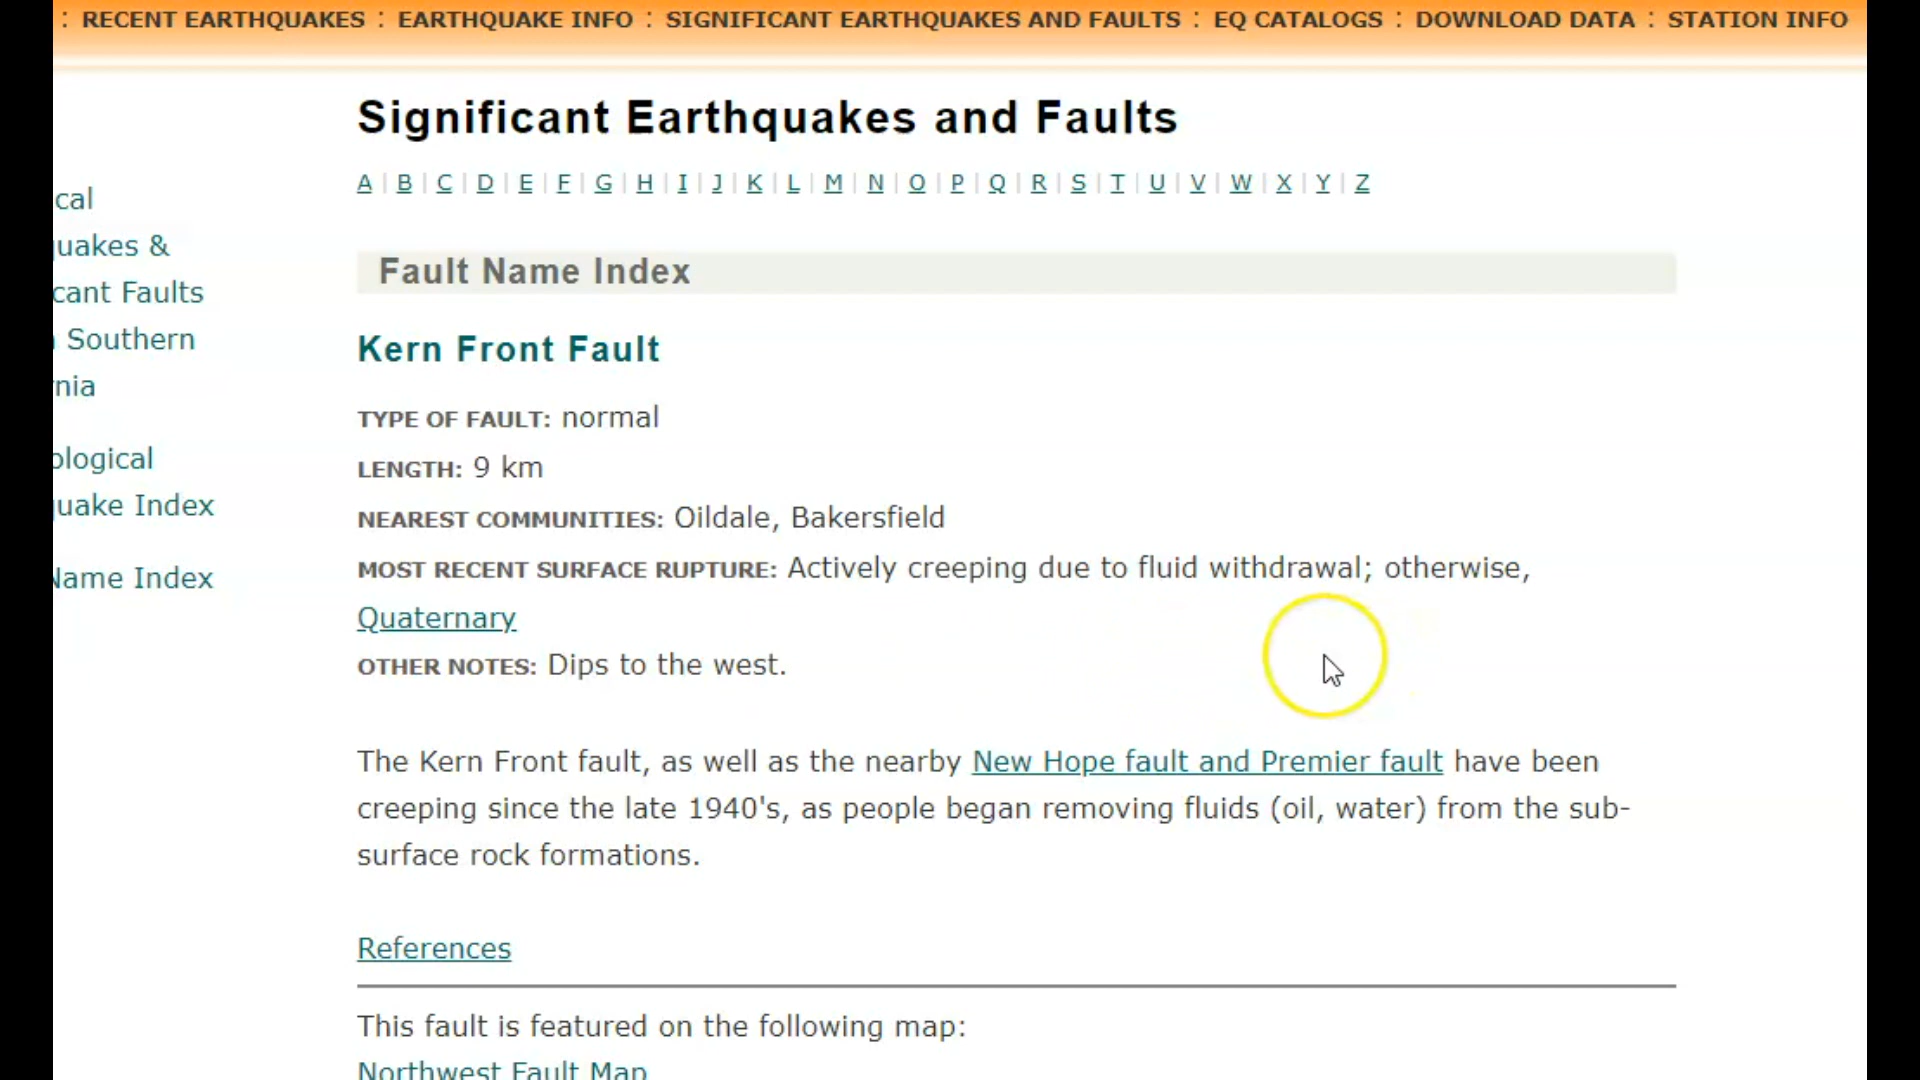 : RECENT EARTHQUAKES : EARTHQUAKE INFO : SIGNIFICANT EARTHQUAKES AND FAULTS : EQ CATALOGS : DOWNLOAD DATA : STATION INFO
Significant Earthquakes and Faults
A | B | C | D | E | F | G | H | I | J | K | L | M | N | O | P | Q | R | S | T | U | V | W | X | Y | Z
cal
uakes &
cant Faults
Southern
nia
ological
uake Index
Name Index
Fault Name Index
Kern Front Fault
TYPE OF FAULT: normal
LENGTH: 9 km
NEAREST COMMUNITIES: Oildale, Bakersfield
MOST RECENT SURFACE RUPTURE: Actively creeping due to fluid withdrawal; otherwise,
Quaternary
OTHER NOTES: Dips to the west.
The Kern Front fault, as well as the nearby New Hope fault and Premier fault have been
creeping since the late 1940's, as people began removing fluids (oil, water) from the sub-
surface rock formations.
References
This fault is featured on the following map:
Northwest Fault Map